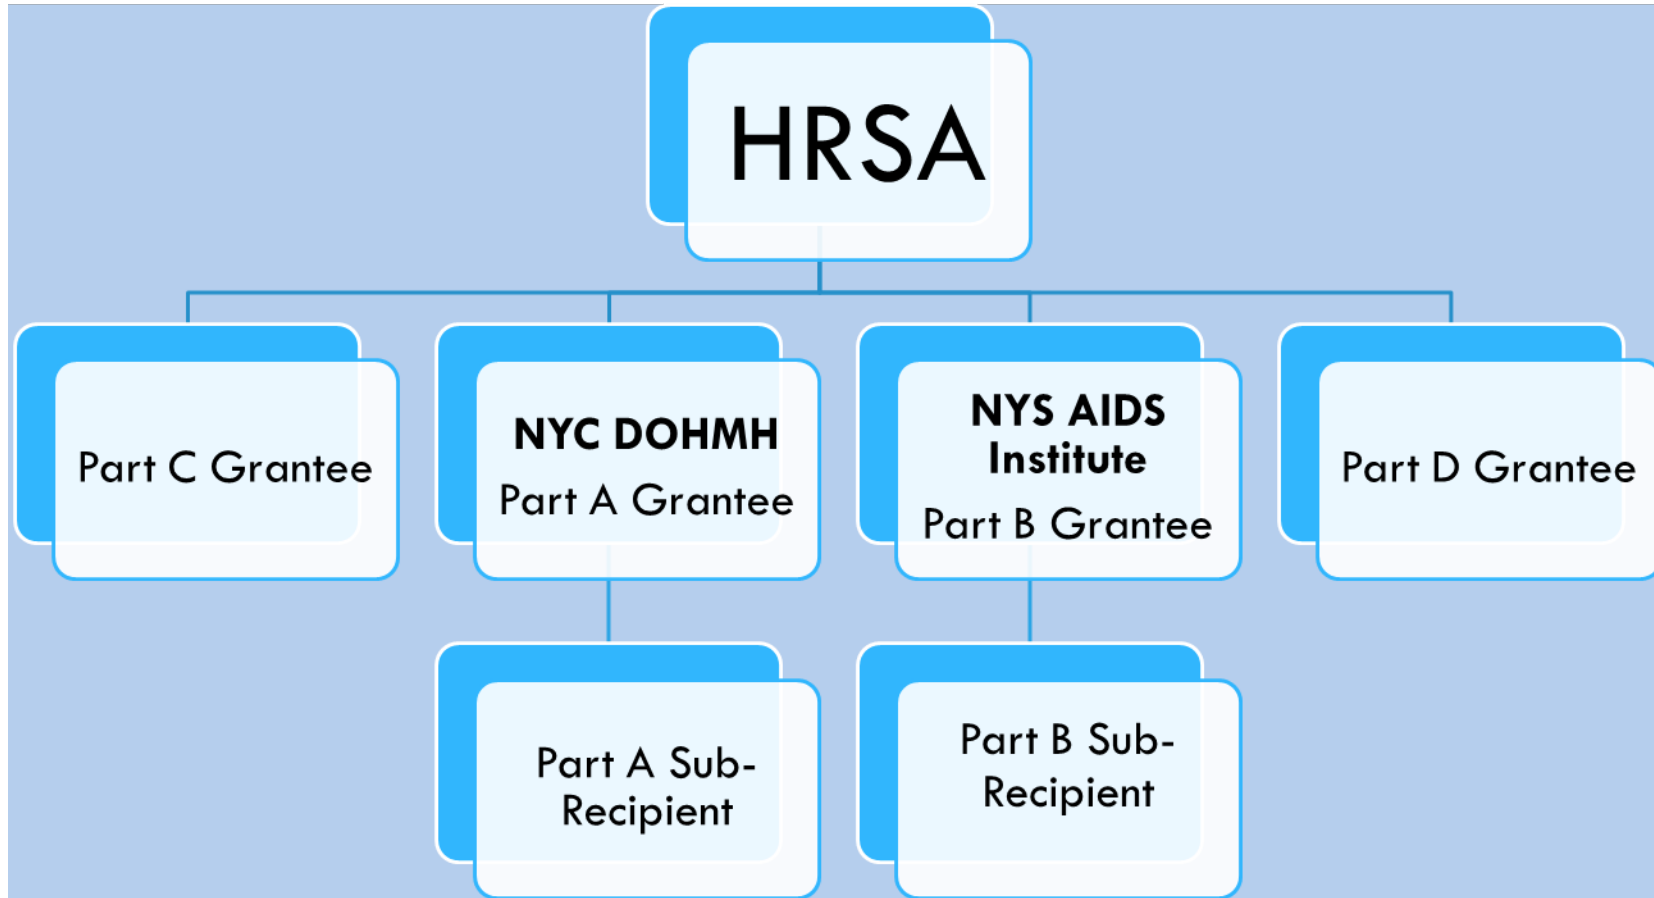 HRSA
Part C Grantee
NYC DOHMH
Part A Grantee
NYS AIDS
Institute
Part B Grantee
Part D Grantee
Part A Sub-
Recipient
Part B Sub-
Recipient